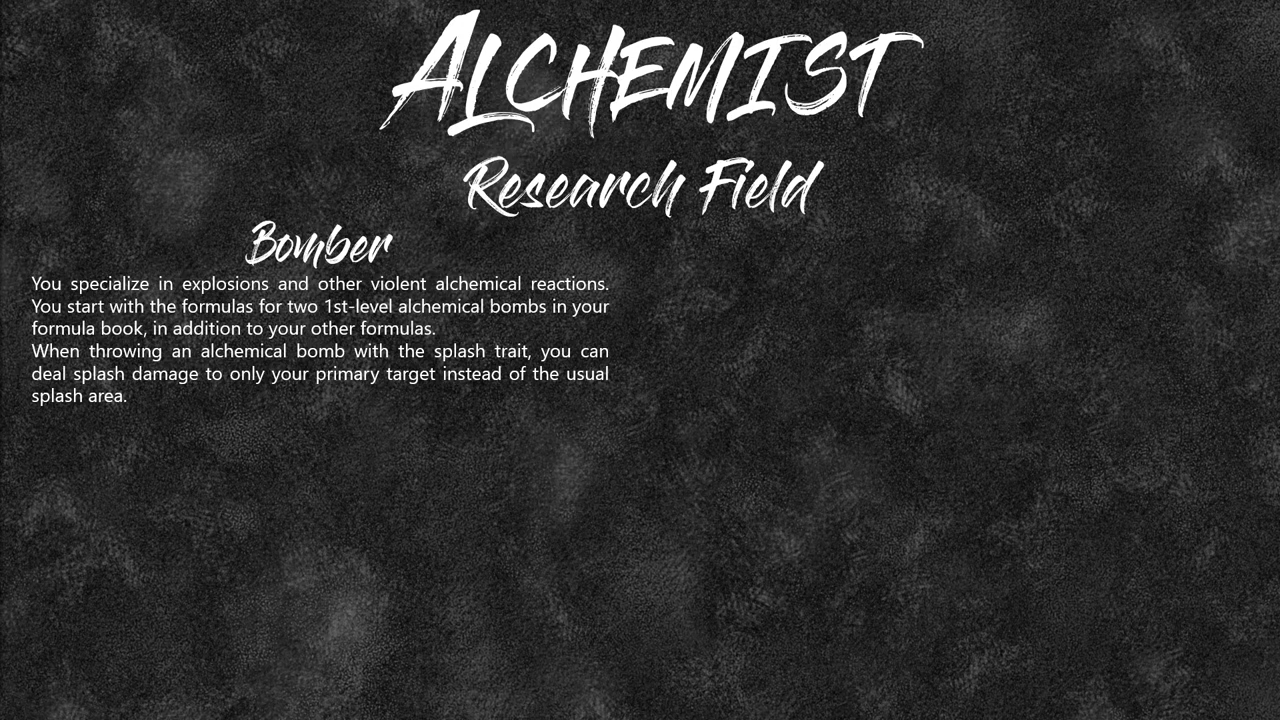 ALCHEMIST
Research Field
Bomber
You specialize in explosions and other violent alchemical reactions.
You start with the formulas for two 1st-level alchemical bombs in your
formula book, in addition to your other formulas.
When throwing an alchemical bomb with the splash trait, you can
deal splash damage to only your primary target instead of the usual
splash area.